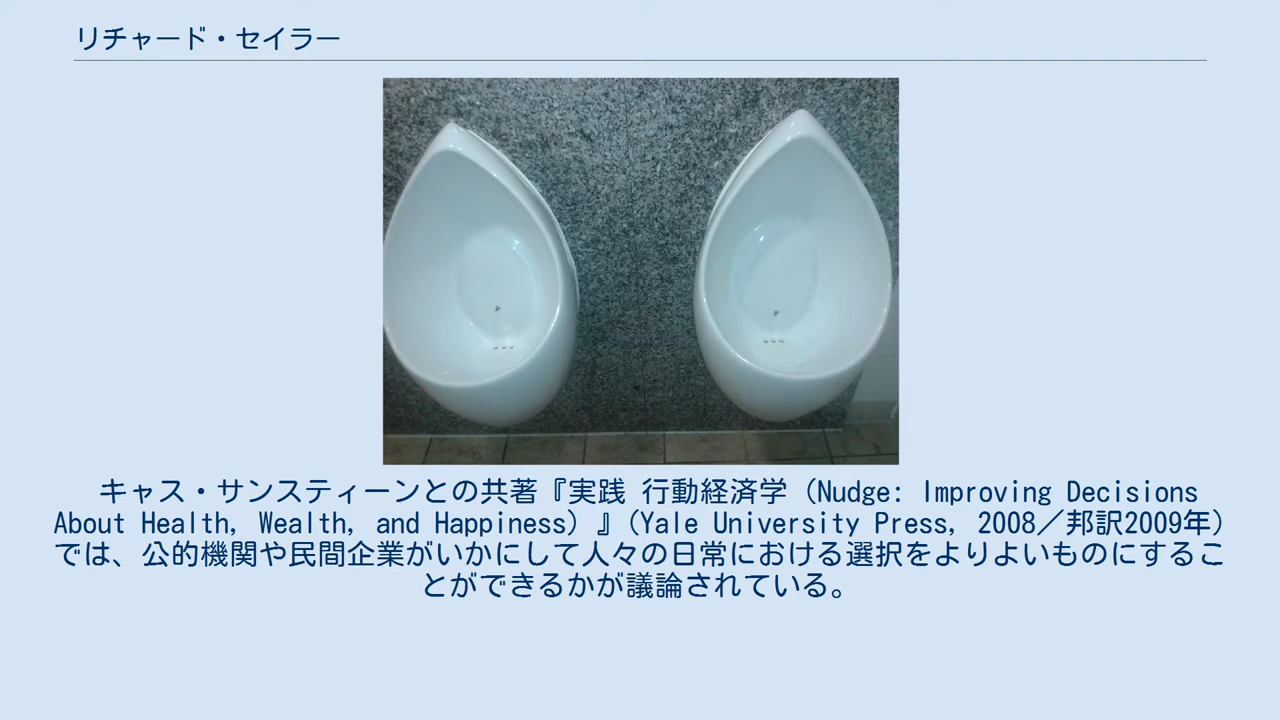 リチャード・セイラー
キャス・サンスティーンとの共著『実践 行動経済学（Nudge: Improving Decisions
About Health, Wealth, and Happiness）』（Yale University Press, 2008／邦訳2009年）
では、公的機関や民間企業がいかにして人々の日常における選択をよりよいものにするこ
とができるかが議論されている。